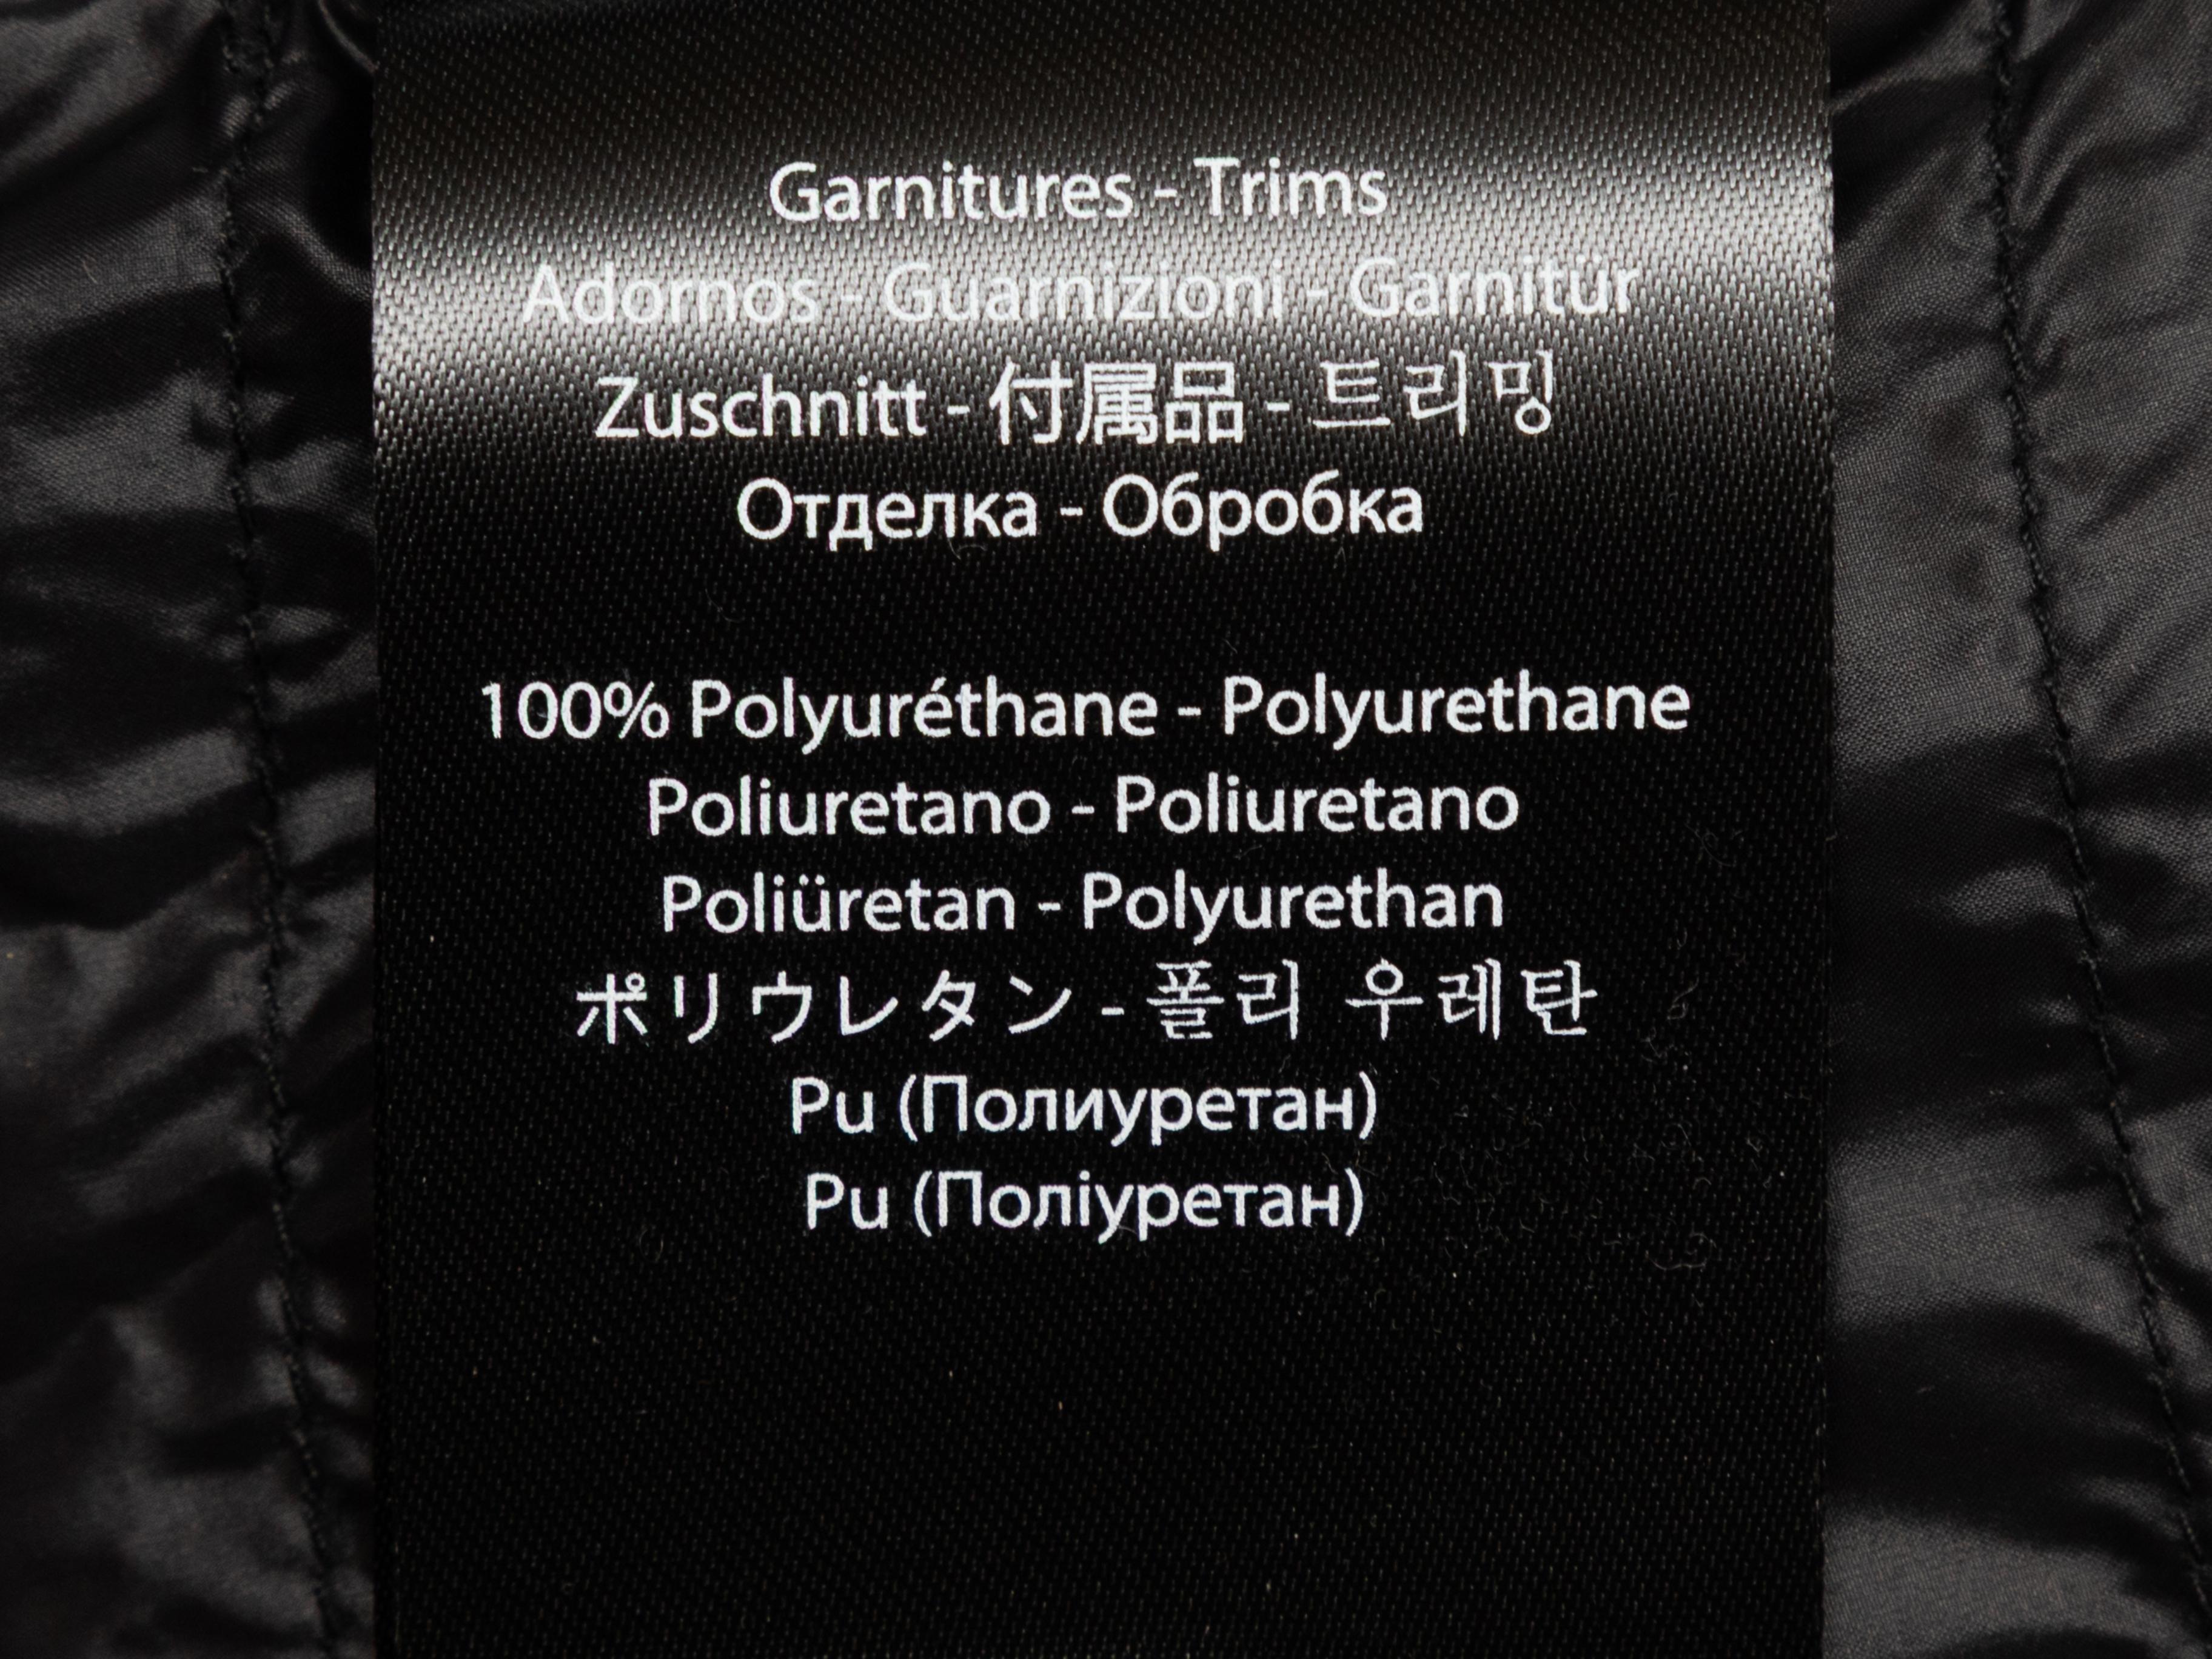 Garnitures - Trims
Adornos - Guarnizioni - Garnitür
Zuschnitt - 付属品 - 트리밍
Отделка - Обробка
100% Polyuréthane - Polyurethane
Poliuretano - Poliuretano
Poliüretan - Polyurethan
ポリウレタン - 폴리 우레탄
Pu (Полиуретан)
Pu (Поліуретан)